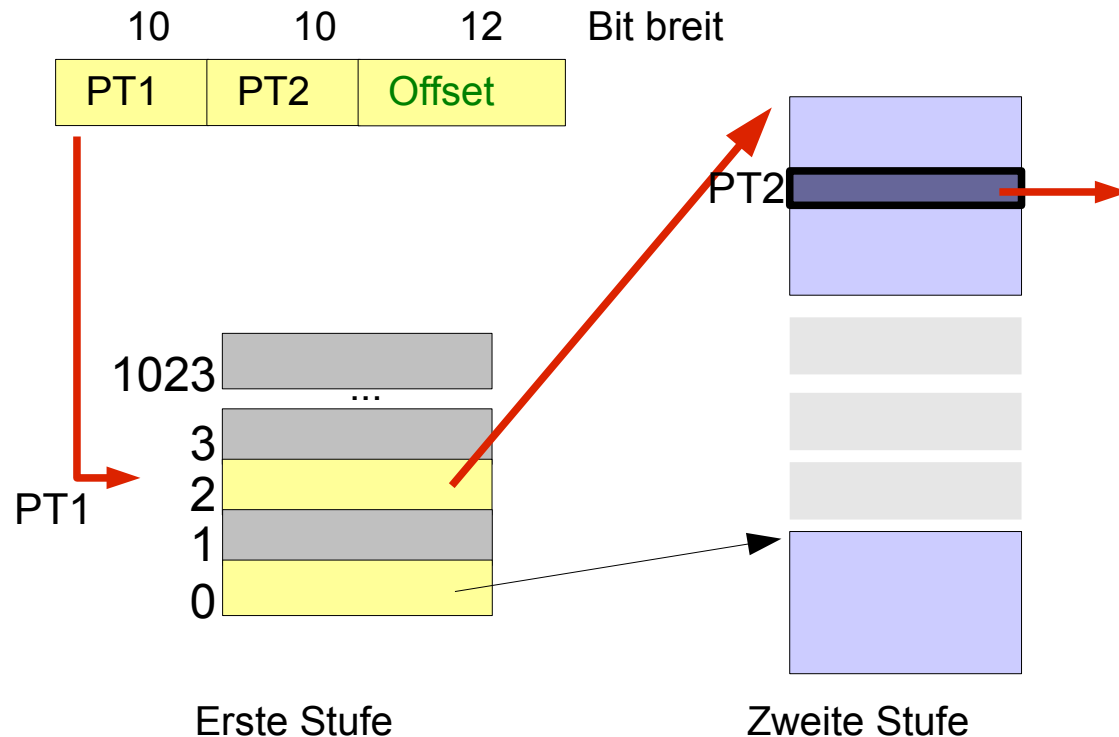 10 10 12 Bit breit
PT1 PT2 Offset
PT2
1023
...
3
2
PT1
1
0
Erste Stufe Zweite Stufe